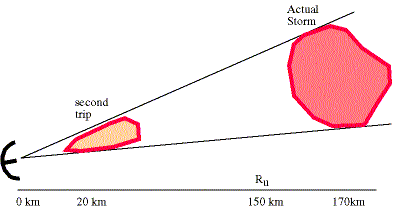 Actual
Storm
second
trip
Ru
0 km 20 km 150 km 170km